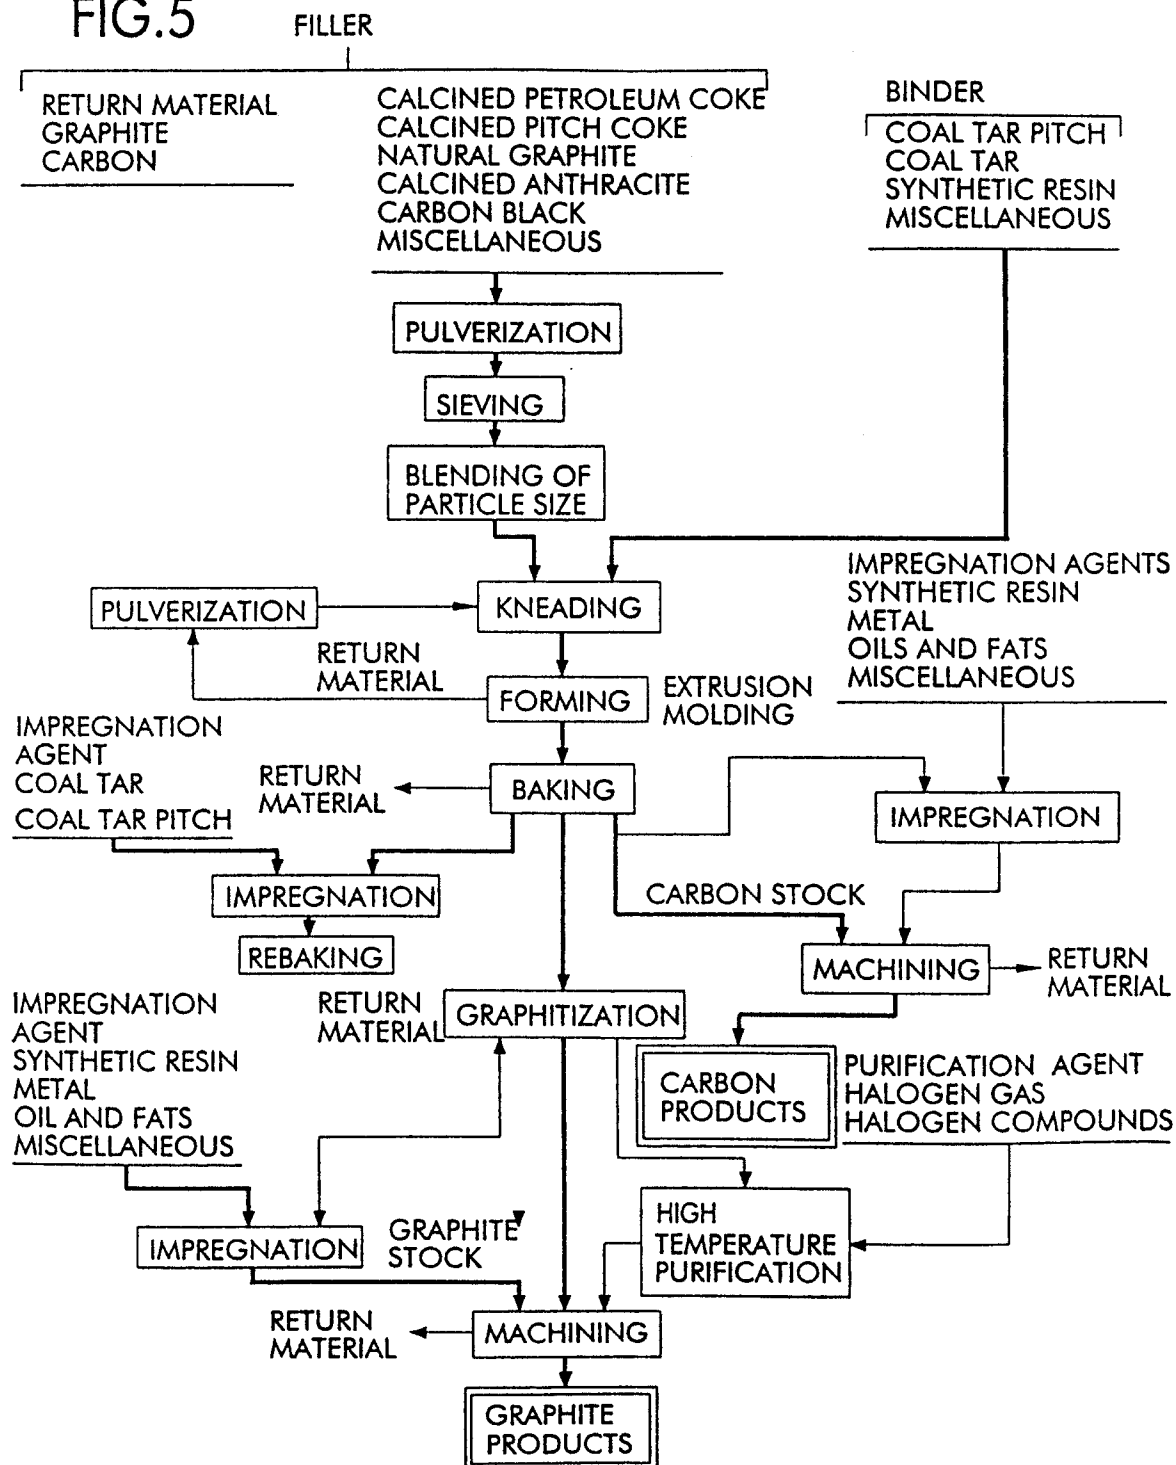 FIG.5
FILLER
RETURN MATERIAL
GRAPHITE
CARBON
CALCINED PETROLEUM COKE
CALCINED PITCH COKE
NATURAL GRAPHITE
CALCINED ANTHRACITE
CARBON BLACK
MISCELLANEOUS
BINDER
COAL TAR PITCH
COAL TAR
SYNTHETIC RESIN
MISCELLANEOUS
PULVERIZATION
SIEVING
BLENDING OF
PARTICLE SIZE
PULVERIZATION
KNEADING
IMPREGNATION AGENTS
SYNTHETIC RESIN
METAL
OILS AND FATS
MISCELLANEOUS
RETURN
MATERIAL
FORMING
EXTRUSION
MOLDING
IMPREGNATION
AGENT
COAL TAR
COAL TAR PITCH
RETURN
MATERIAL
BAKING
IMPREGNATION
IMPREGNATION
REBAKING
CARBON STOCK
MACHINING
RETURN
MATERIAL
IMPREGNATION
AGENT
SYNTHETIC RESIN
METAL
OIL AND FATS
MISCELLANEOUS
RETURN
MATERIAL
GRAPHITIZATION
CARBON
PRODUCTS
PURIFICATION AGENT
HALOGEN GAS
HALOGEN COMPOUNDS
IMPREGNATION
GRAPHITE
STOCK
HIGH
TEMPERATURE
PURIFICATION
RETURN
MATERIAL
MACHINING
GRAPHITE
PRODUCTS